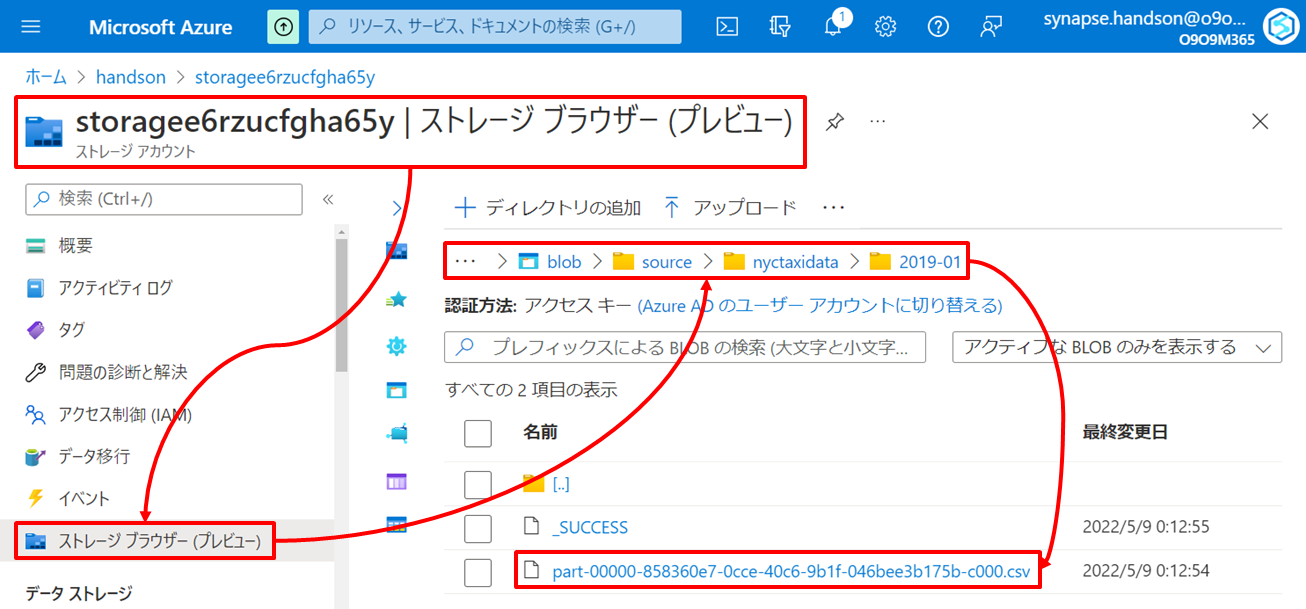 Microsoft Azure
リソース、サービス、ドキュメントの検索 (G+/)
1
synapse.handson@o9o...
O9O9M365
ホーム > handson > storagee6rzucfgha65y
storagee6rzucfgha65y | ストレージ ブラウザー (プレビュー)
ストレージ アカウント
検索 (Ctrl+/)
概要
アクティビティ ログ
タグ
問題の診断と解決
アクセス制御 (IAM)
データ移行
イベント
ストレージ ブラウザー (プレビュー)
データ ストレージ
ディレクトリの追加
アップロード
blob > source > nyctaxidata > 2019-01
認証方法: アクセス キー (Azure AD のユーザー アカウントに切り替える)
プレフィックスによる BLOB の検索 (大文字と小文字...
アクティブな BLOB のみを表示する
すべての 2 項目の表示
名前 最終変更日
[..]
_SUCCESS 2022/5/9 0:12:55
part-00000-858360e7-0cce-40c6-9b1f-046bee3b175b-c000.csv 2022/5/9 0:12:54